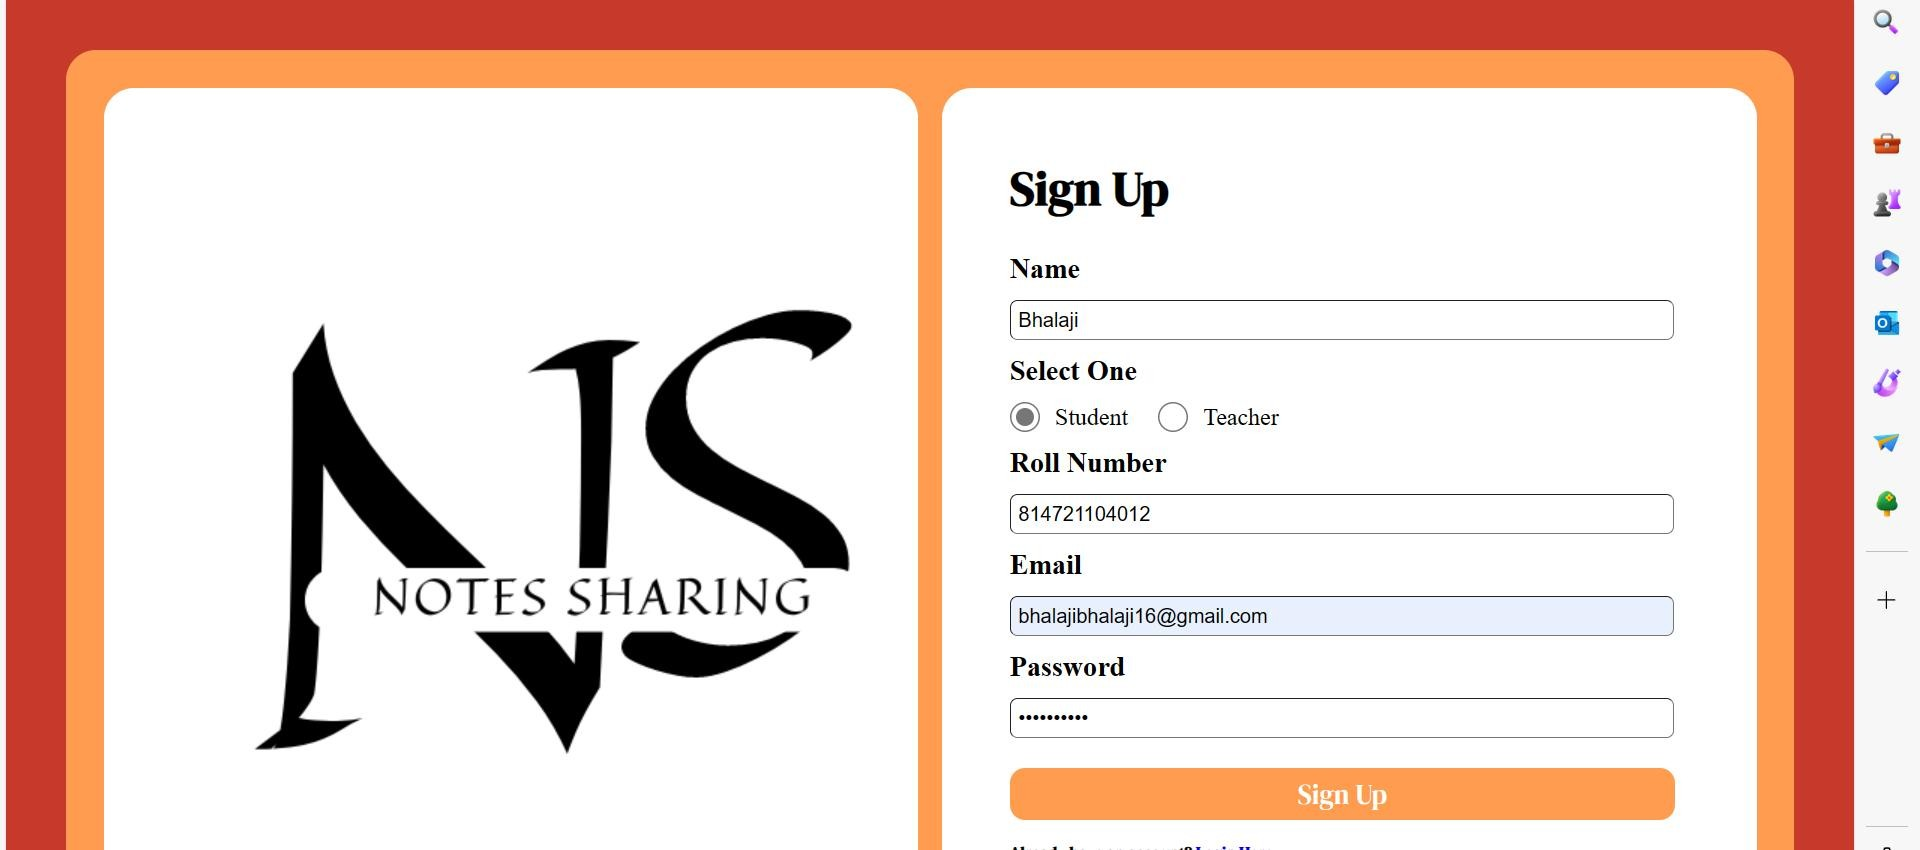 NS
NOTES SHARING
Sign Up
Name
Bhalaji
Select One
Student Teacher
Roll Number
814721104012
Email
bhalajibhalaji16@gmail.com
Password
••••••••••
Sign Up